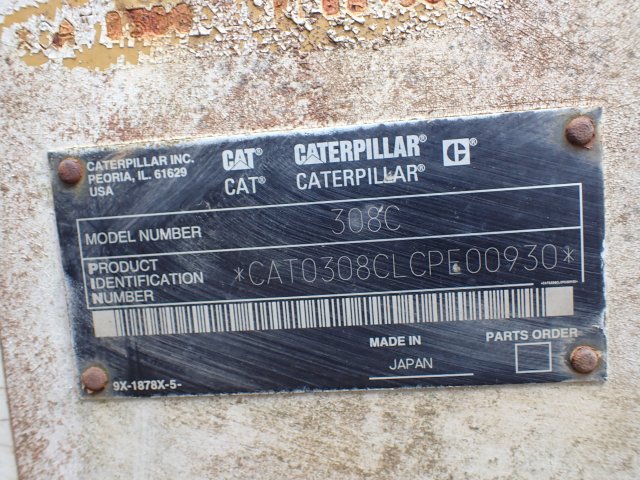 CATERPILLAR INC.
PEORIA, IL. 61629
USA
CAT® CATERPILLAR® C
CAT® CATERPILLAR®
MODEL NUMBER 308C
PRODUCT
IDENTIFICATION
NUMBER
*CAT0308CLCPE00930*
MADE IN
JAPAN
PARTS ORDER
9X-1878X-5-